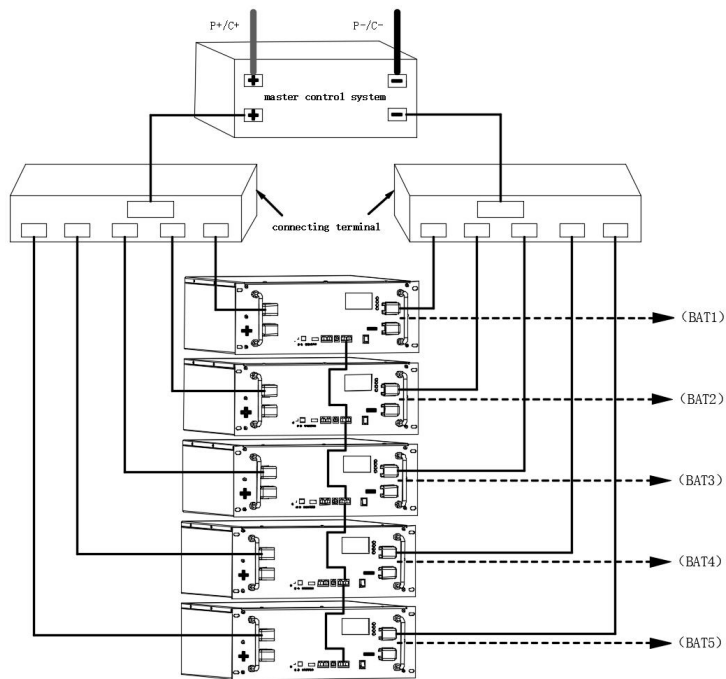 P+/C+
P-/C-
master control system
connecting terminal
(BAT1)
(BAT2)
(BAT3)
(BAT4)
(BAT5)